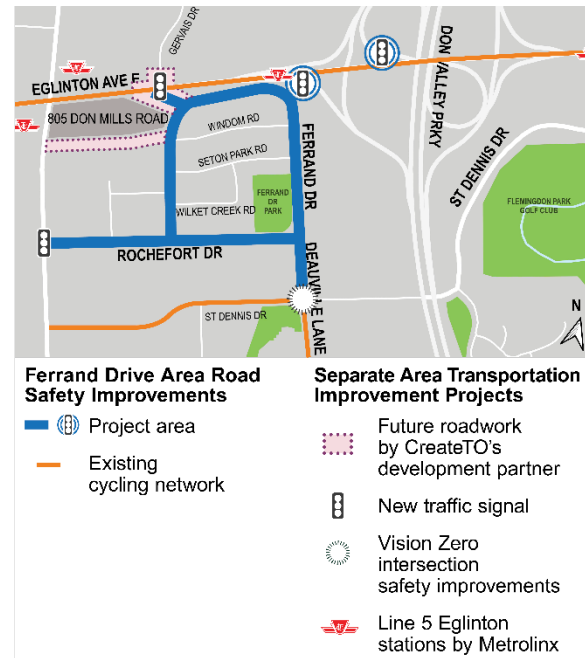 GERVAIS DR
EGLINTON AVE E
805 DON MILLS ROAD
WINDOM RD
SETON PARK RD
FERRAND
DR PARK
WILKET CREEK RD
FERRAND DR
ROCHEFORT DR
DEAUVILLE LANE
ST DENNIS DR
DON VALLEY PRKY
ST DENNIS DR
FLEMINGDON PARK
GOLF CLUB
N
Ferrand Drive Area Road
Safety Improvements
Project area
Existing
cycling network
Separate Area Transportation
Improvement Projects
Future roadwork
by CreateTO's
development partner
New traffic signal
Vision Zero
intersection
safety improvements
Line 5 Eglinton
stations by Metrolinx